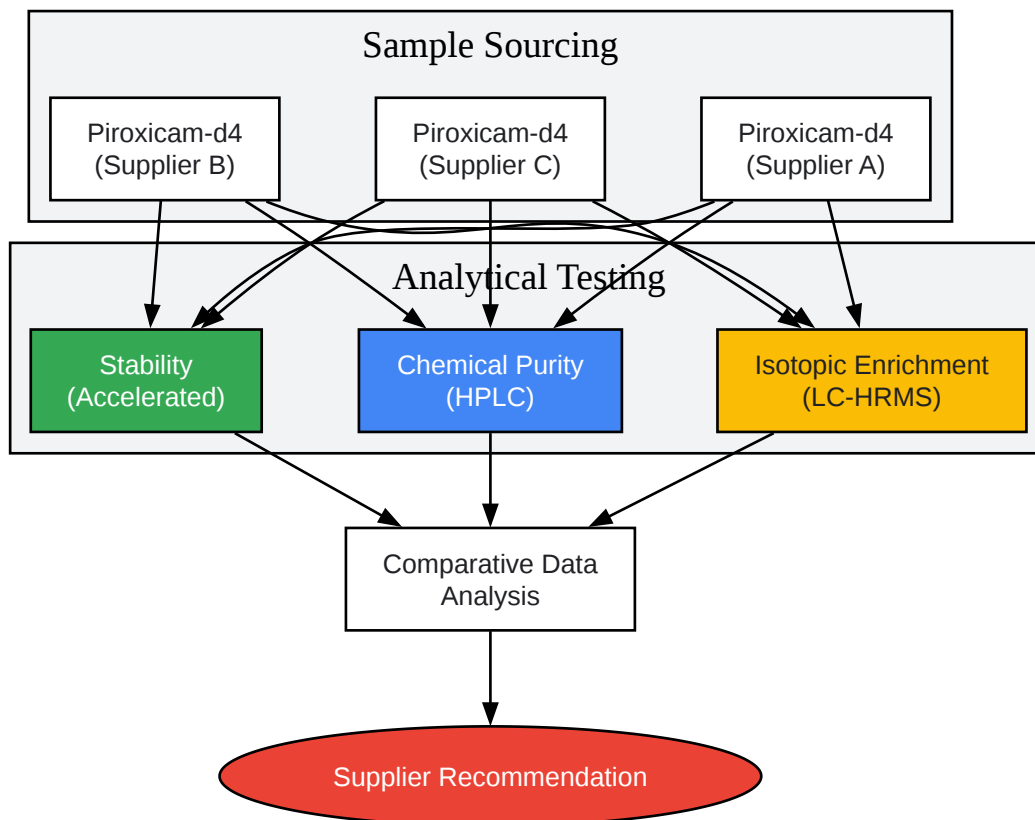 Sample Sourcing
Piroxicam-d4
(Supplier B)
Piroxicam-d4
(Supplier C)
Piroxicam-d4
(Supplier A)
Analytical Testing
Stability
(Accelerated)
Chemical Purity
(HPLC)
Isotopic Enrichment
(LC-HRMS)
Comparative Data
Analysis
Supplier Recommendation